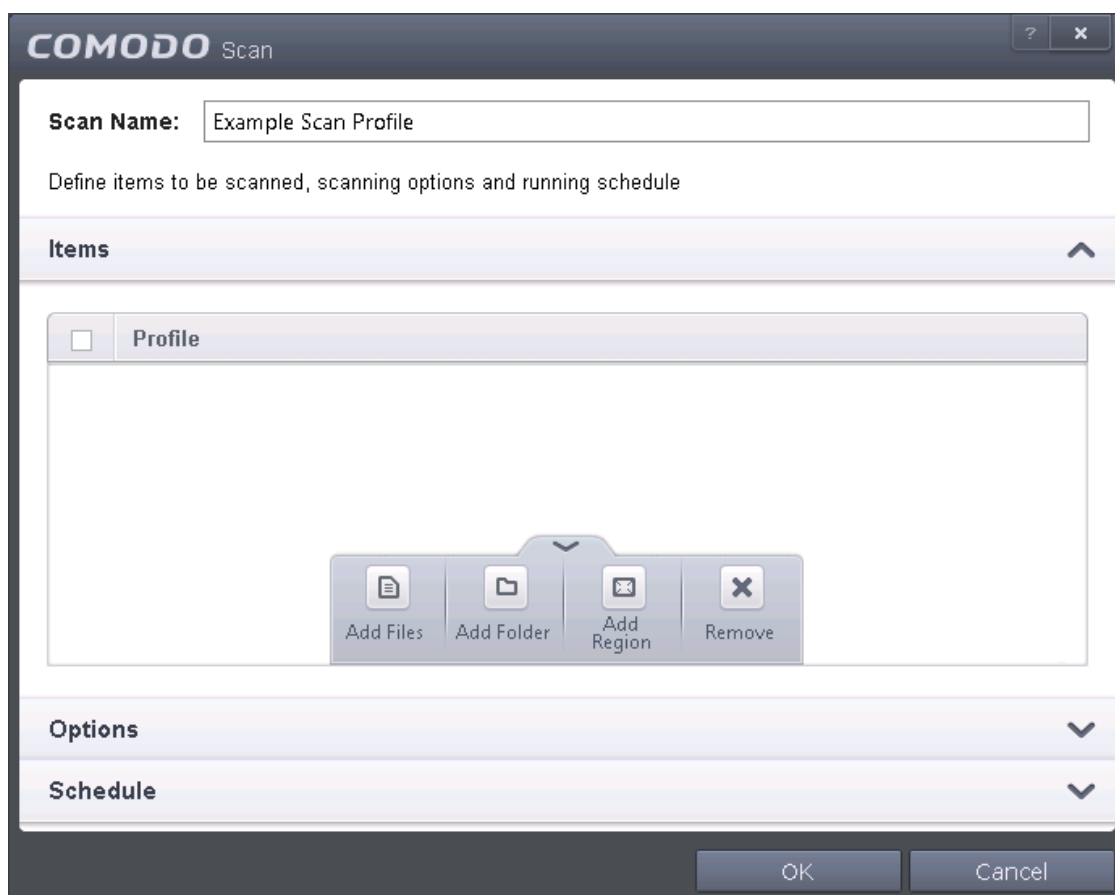 COMODO Scan
?
Scan Name: Example Scan Profile
Define items to be scanned, scanning options and running schedule
Items
Profile
Add Files
Add Folder
Add
Region
Remove
Options
Schedule
OK
Cancel